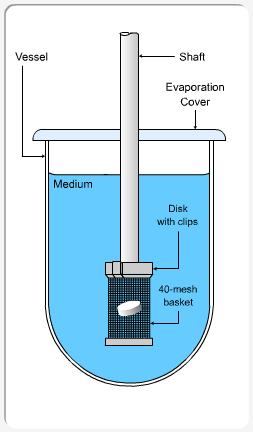 Vessel
Shaft
Evaporation
Cover
Medium
Disk
with clips
40-mesh
basket